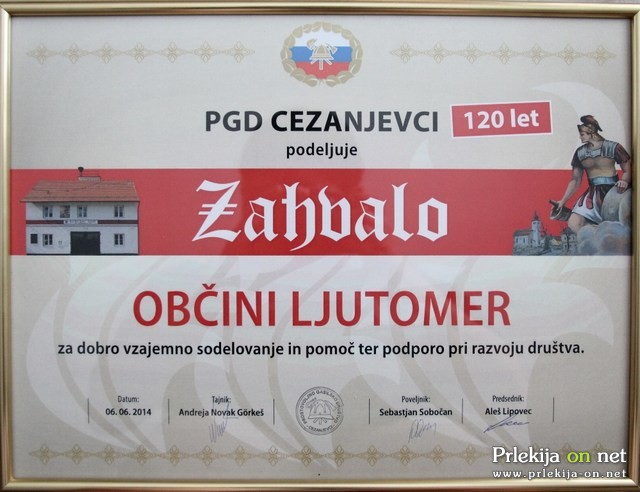 PGD CEZANJEVCI 120 let
podeljuje
Zahvalo
OBČINI LJUTOMER
za dobro vzajemno sodelovanje in pomoč ter podporo pri razvoju društva.
Datum: Tajnik: Poveljnik: Predsednik:
06. 06. 2014 Andreja Novak Görkeš Sebastjan Sobočan Aleš Lipovec
Prlekija on net
www.prlekija-on.net